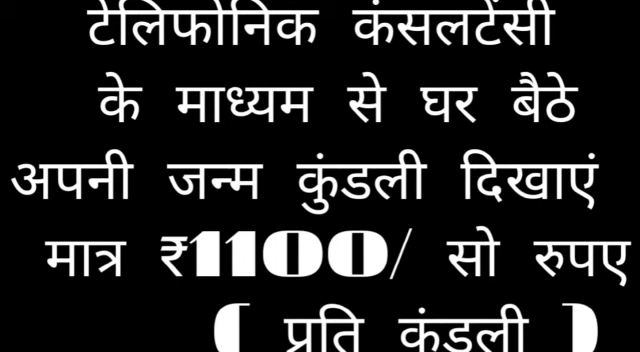 टेलिफोनिक कंसलटेंसी
के माध्यम से घर बैठे
अपनी जन्म कुंडली दिखाएं
मात्र ₹1100/ सो रुपए
( प्रति कुंडली )